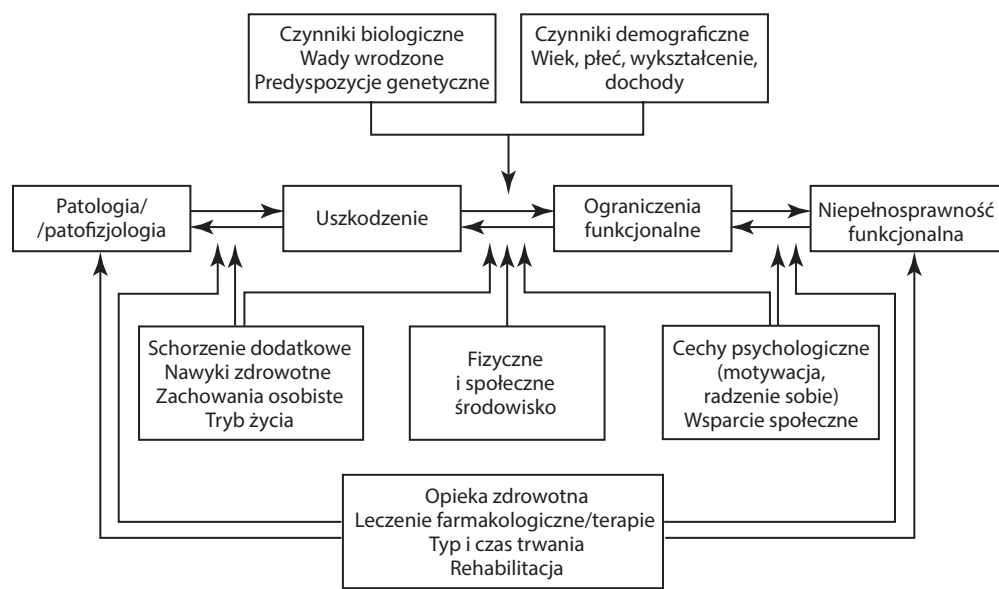 Czynniki biologiczne
Wady wrodzone
Predyspozycje genetyczne
Czynniki demograficzne
Wiek, płeć, wykształcenie,
dochody
Patologia/
/patofizjologia
Uszkodzenie
Ograniczenia
funkcjonalne
Niepełnosprawność
funkcjonalna
Schorzenie dodatkowe
Nawyki zdrowotne
Zachowania osobiste
Tryb życia
Fizyczne
i społeczne
środowisko
Cechy psychologiczne
(motywacja,
radzenie sobie)
Wsparcie społeczne
Opieka zdrowotna
Leczenie farmakologiczne/terapie
Typ i czas trwania
Rehabilitacja